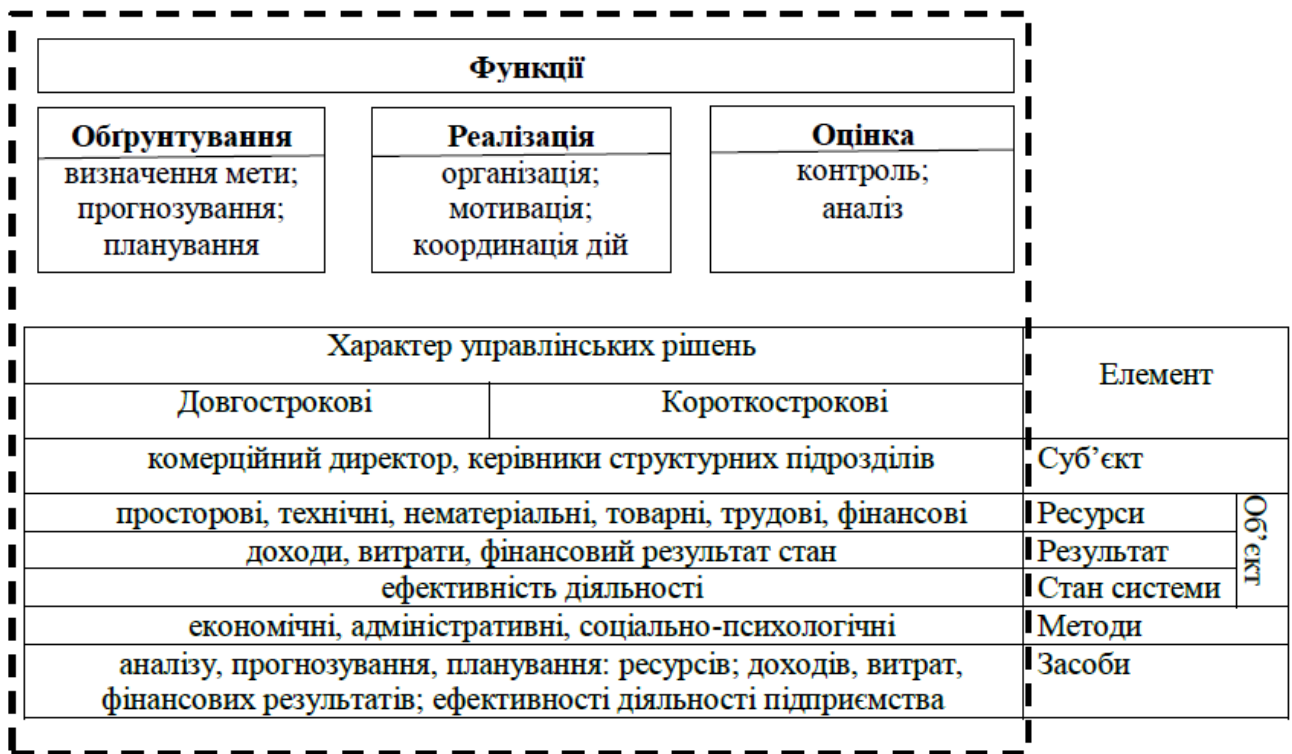 Функції
Обґрунтування
визначення мети;
прогнозування;
планування
Реалізація
організація;
мотивація;
координація дій
Оцінка
контроль;
аналіз
Характер управлінських рішень
Елемент
Довгострокові
Короткострокові
комерційний директор, керівники структурних підрозділів
Суб’єкт
просторові, технічні, нематеріальні, товарні, трудові, фінансові
Ресурси
Об’єкт
доходи, витрати, фінансовий результат стан
Результат
ефективність діяльності
Стан системи
економічні, адміністративні, соціально-психологічні
Методи
аналізу, прогнозування, планування: ресурсів; доходів, витрат,
фінансових результатів; ефективності діяльності підприємства
Засоби